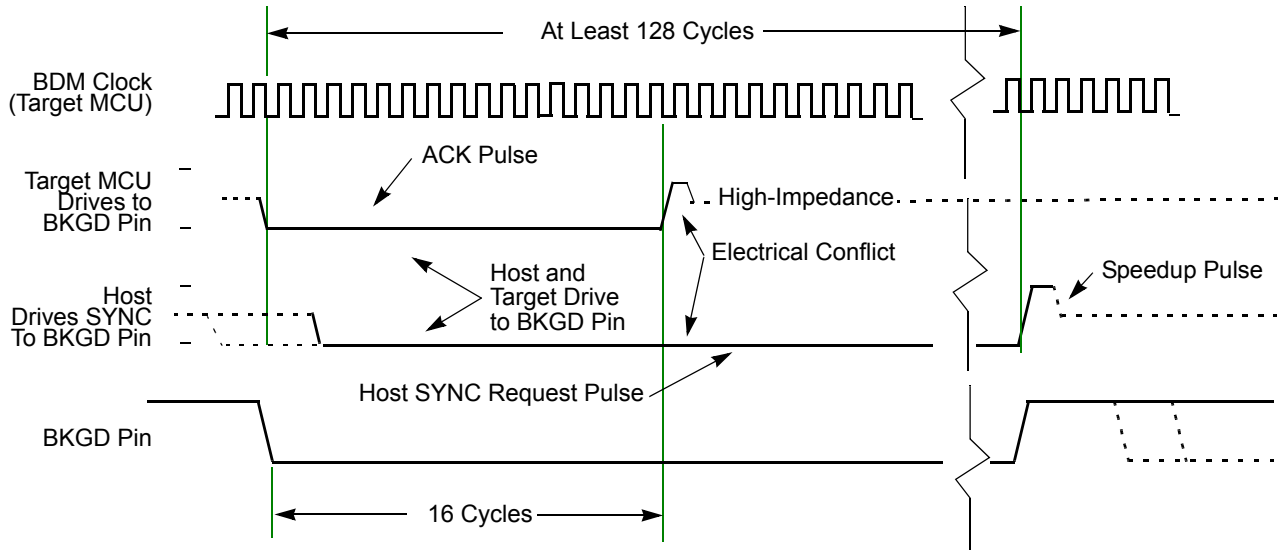 At Least 128 Cycles
BDM Clock
(Target MCU)
ACK Pulse
Target MCU
Drives to
BKGD Pin
High-Impedance
Electrical Conflict
Host and
Target Drive
to BKGD Pin
Speedup Pulse
Host
Drives SYNC
To BKGD Pin
Host SYNC Request Pulse
BKGD Pin
16 Cycles